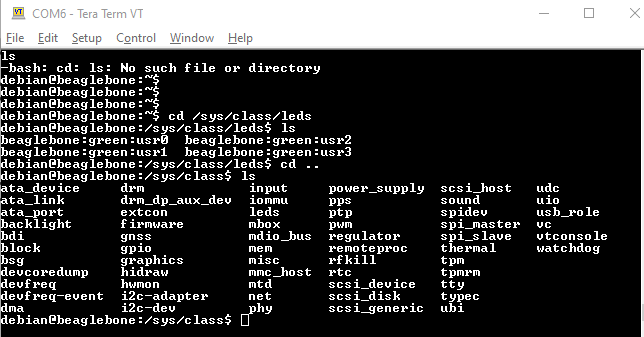 VT COM6 - Tera Term VT
File Edit Setup Control Window Help
ls
-bash: cd: ls: No such file or directory
debian@beaglebone:~$
debian@beaglebone:~$
debian@beaglebone:~$
debian@beaglebone:~$ cd /sys/class/leds
debian@beaglebone:/sys/class/leds$ ls
beaglebone:green:usr0  beaglebone:green:usr2
beaglebone:green:usr1  beaglebone:green:usr3
debian@beaglebone:/sys/class/leds$ cd ..
debian@beaglebone:/sys/class$ ls
ata_device     drm             input      power_supply  scsi_host   udc
ata_link       drm_dp_aux_dev  iommu      pps           sound       uio
ata_port       extcon          leds       ptp           spidev      usb_role
backlight      firmware        mbox       pwm           spi_master  vc
bdi            gnss            mdio_bus   regulator     spi_slave   vtconsole
block          gpio            mem        remoteproc    thermal     watchdog
bsg            graphics        misc       rfkill        tpm
devcoredump    hidraw          mmc_host   rtc           tpmrm
devfreq        hwmon           mtd        scsi_device   tty
devfreq-event  i2c-adapter     net        scsi_disk     typec
dma            i2c-dev         phy        scsi_generic  ubi
debian@beaglebone:/sys/class$